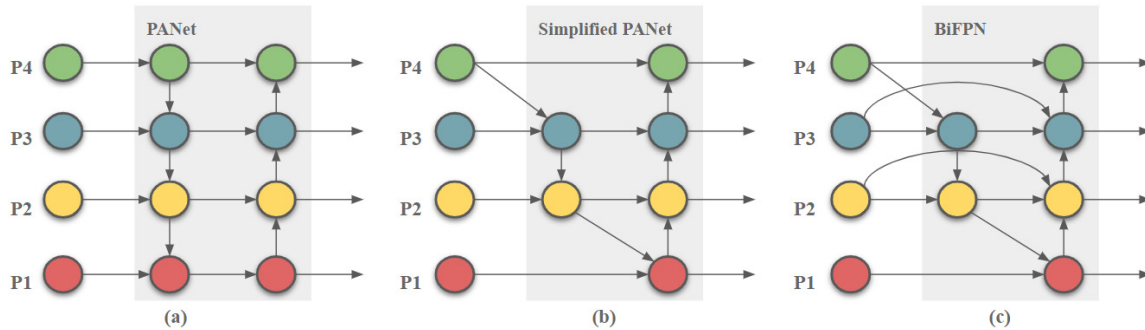 PANet
P4
P3
P2
P1
(a)
Simplified PANet
P4
P3
P2
P1
(b)
BiFPN
P4
P3
P2
P1
(c)